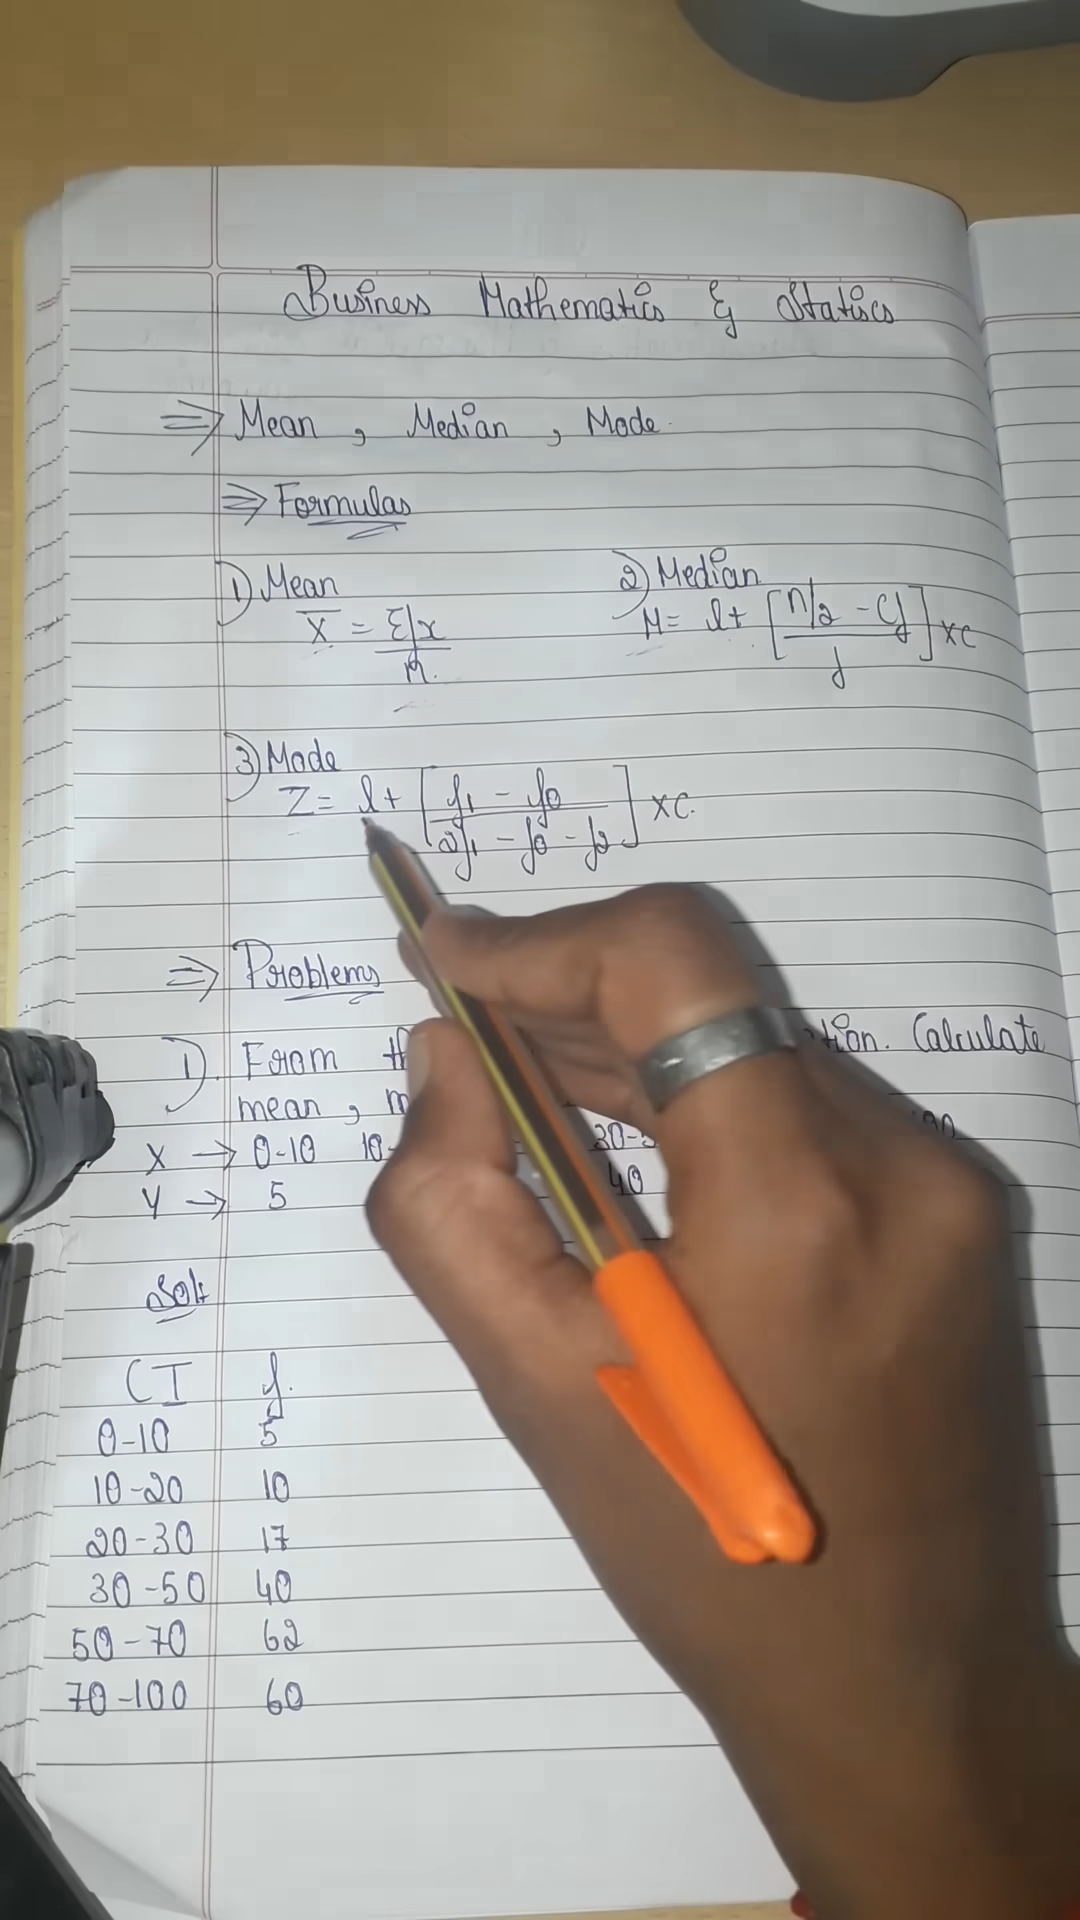 Business Mathematics & Statiscs
⇒ Mean, Median, Mode.
⇒ Formulas
1) Mean
X̄ = Σfx/n.
2) Median
M = l+ [n/2 - cf / f] ×c
3) Mode
Z = l+ [f1 - f0 / 2f1 - f0 - f2] ×c.
⇒ Problems
1). From Calculate
mean,
X → 0-10
Y → 5 40
Sol:
CI f.
0-10 5
10-20 10
20-30 17
30-50 40
50-70 62
70-100 60